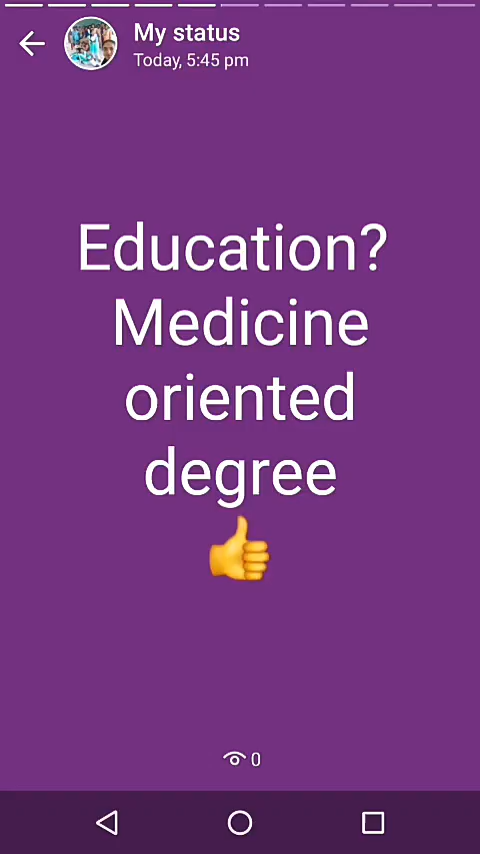 My status
Today, 5:45 pm
Education?
Medicine
oriented
degree
👍
0